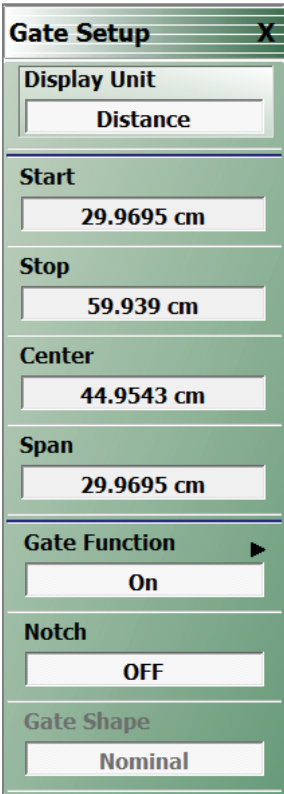 Gate Setup X
Display Unit
Distance
Start
29.9695 cm
Stop
59.939 cm
Center
44.9543 cm
Span
29.9695 cm
Gate Function
On
Notch
OFF
Gate Shape
Nominal